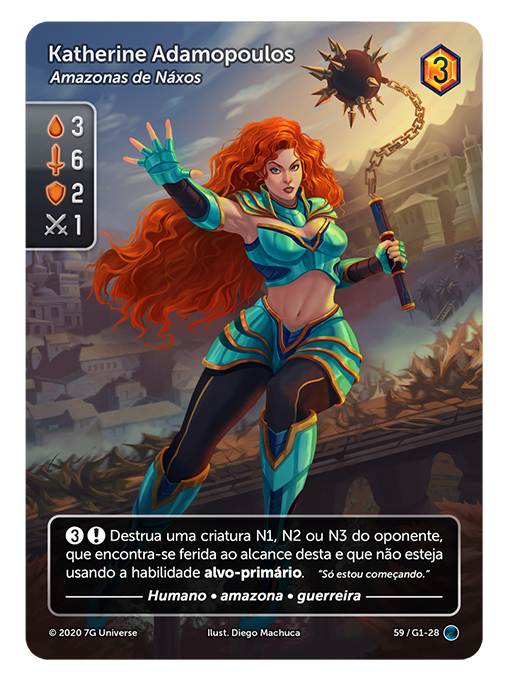 Katherine Adamopoulos
Amazonas de Náxos
3
3
6
2
1
3 ! Destrua uma criatura N1, N2 ou N3 do oponente,
que encontra-se ferida ao alcance desta e que não esteja
usando a habilidade alvo-primário. "Só estou começando."
Humano • amazona • guerreira
© 2020 7G Universe Ilust. Diego Machuca 59 / G1-28